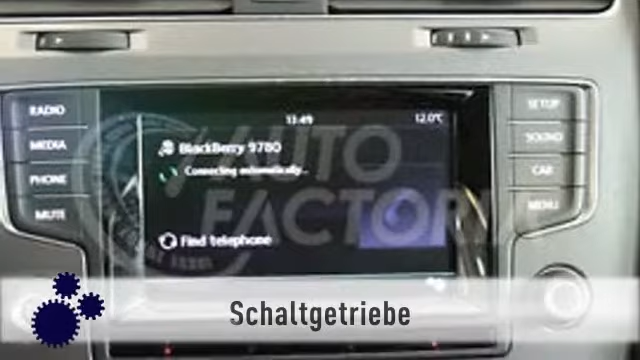 RADIO
MEDIA
PHONE
MUTE
13:49
12.0°C
BlackBerry 9780
Connecting automatically...
Find telephone
SETUP
SOUND
CAR
MENU
AUTO
FACTORY
Schaltgetriebe